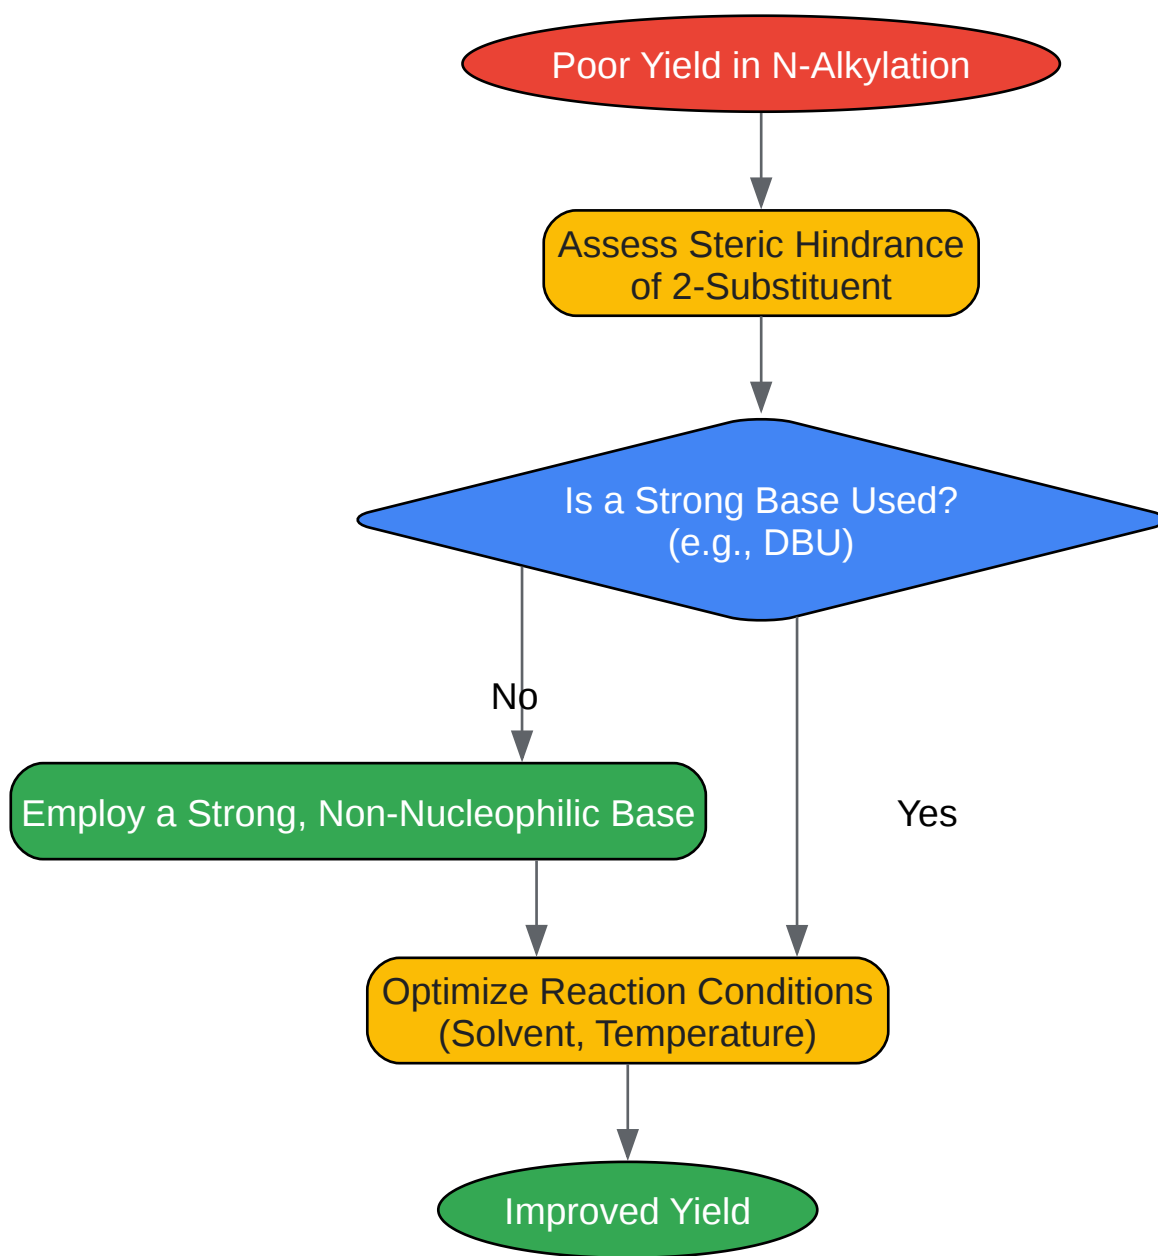 Poor Yield in N-Alkylation
Assess Steric Hindrance
of 2-Substituent
Is a Strong Base Used?
(e.g., DBU)
No
Employ a Strong, Non-Nucleophilic Base
Yes
Optimize Reaction Conditions
(Solvent, Temperature)
Improved Yield